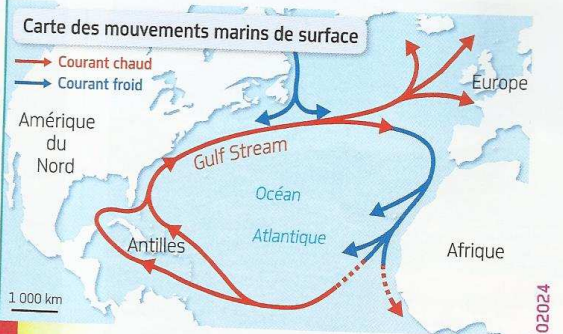 Carte des mouvements marins de surface
Courant chaud
Courant froid
Europe
Amérique
du
Nord
Gulf Stream
Océan
Atlantique
Antilles
Afrique
1 000 km
02024